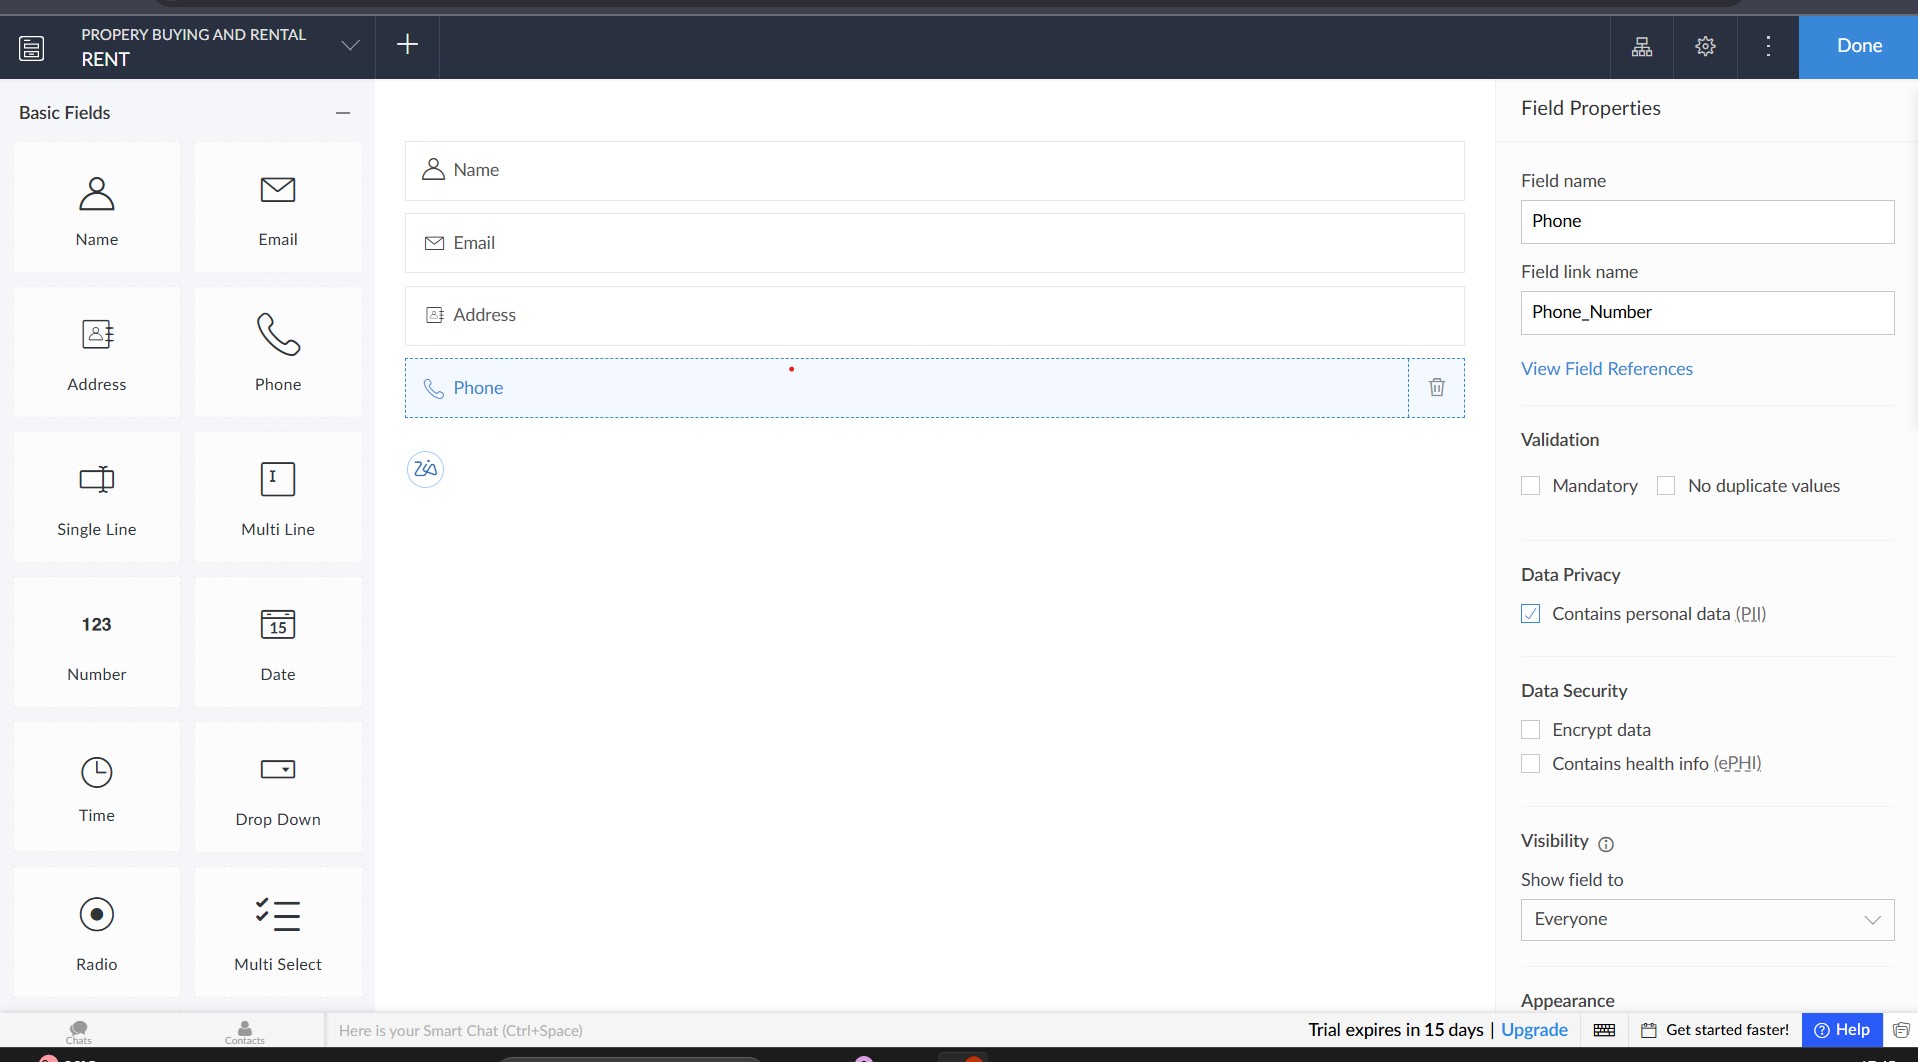 PROPERY BUYING AND RENTAL
RENT
Done
Basic Fields
Name
Email
Address
Phone
Single Line
Multi Line
123
Number
15
Date
Time
Drop Down
Radio
Multi Select
Name
Email
Address
Phone
Zia
Field Properties
Field name
Phone
Field link name
Phone_Number
View Field References
Validation
Mandatory
No duplicate values
Data Privacy
Contains personal data (PII)
Data Security
Encrypt data
Contains health info (ePHI)
Visibility
Show field to
Everyone
Appearance
Chats
Contacts
Here is your Smart Chat (Ctrl+Space)
Trial expires in 15 days | Upgrade
Get started faster!
Help